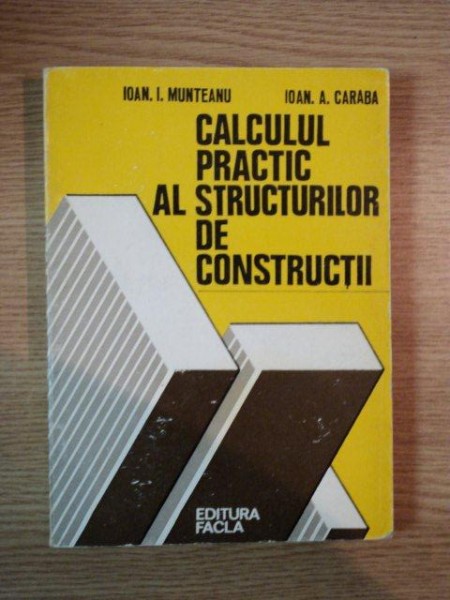 IOAN. I. MUNTEANU IOAN. A. CARABA
CALCULUL
PRACTIC
AL STRUCTURILOR
DE
CONSTRUCȚII
EDITURA
FACLA